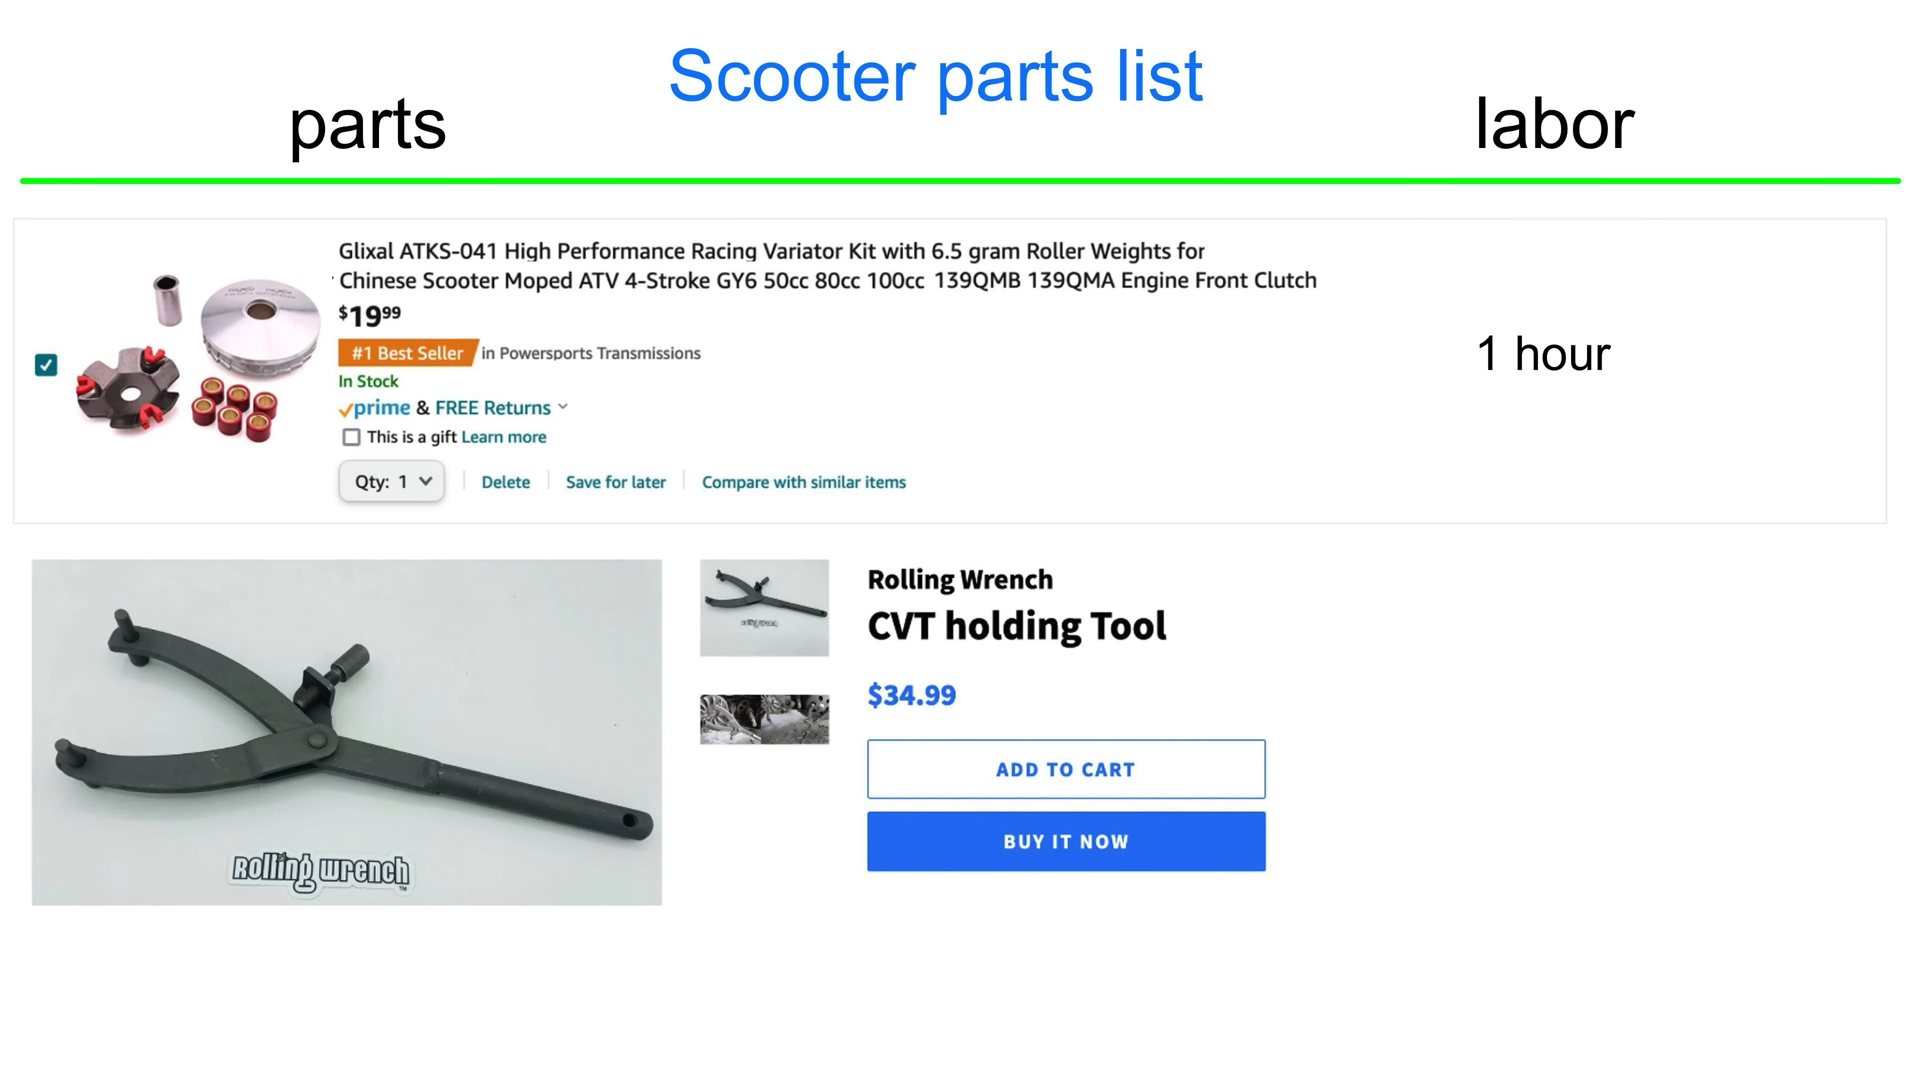 Scooter parts list
parts
labor
Glixal ATKS-041 High Performance Racing Variator Kit with 6.5 gram Roller Weights for
Chinese Scooter Moped ATV 4-Stroke GY6 50cc 80cc 100cc 139QMB 139QMA Engine Front Clutch
$19.99
#1 Best Seller in Powersports Transmissions
In Stock
prime & FREE Returns
This is a gift Learn more
Qty: 1 Delete Save for later Compare with similar items
1 hour
Rolling Wrench
CVT holding Tool
$34.99
ADD TO CART
BUY IT NOW
Rolling wrench™
Rolling wrench